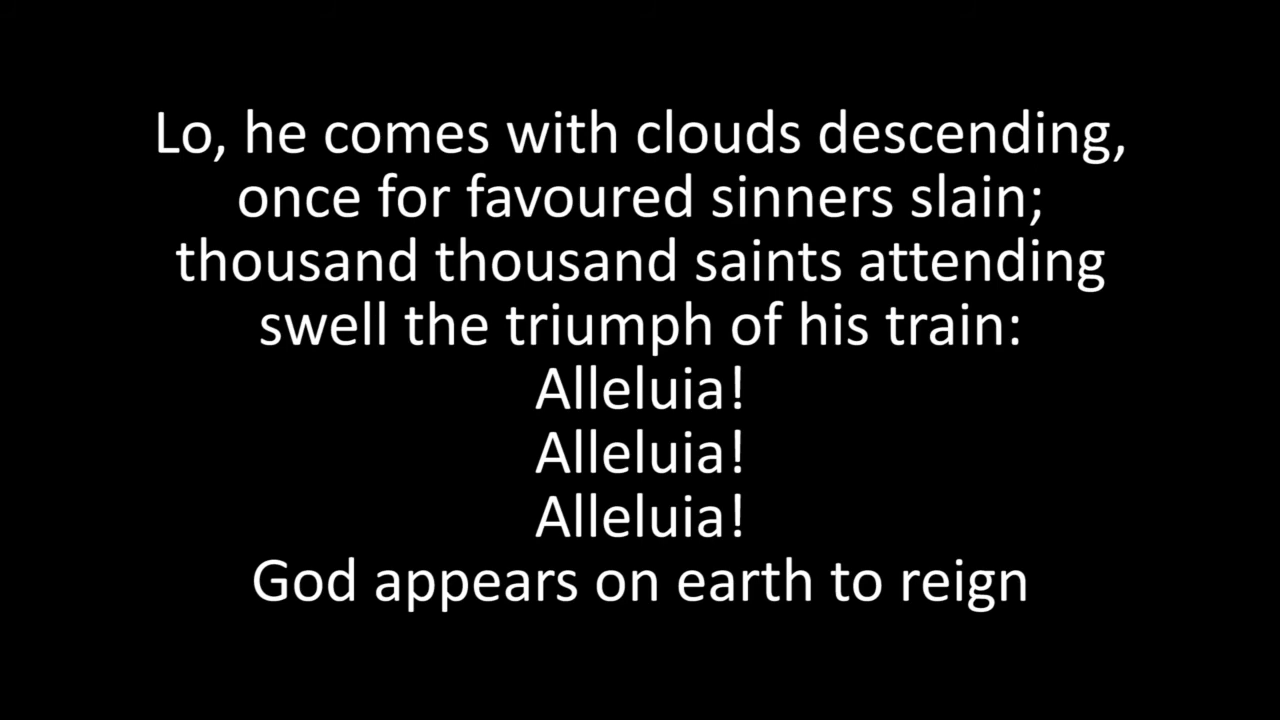 Lo, he comes with clouds descending,
once for favoured sinners slain;
thousand thousand saints attending
swell the triumph of his train:
Alleluia!
Alleluia!
Alleluia!
God appears on earth to reign